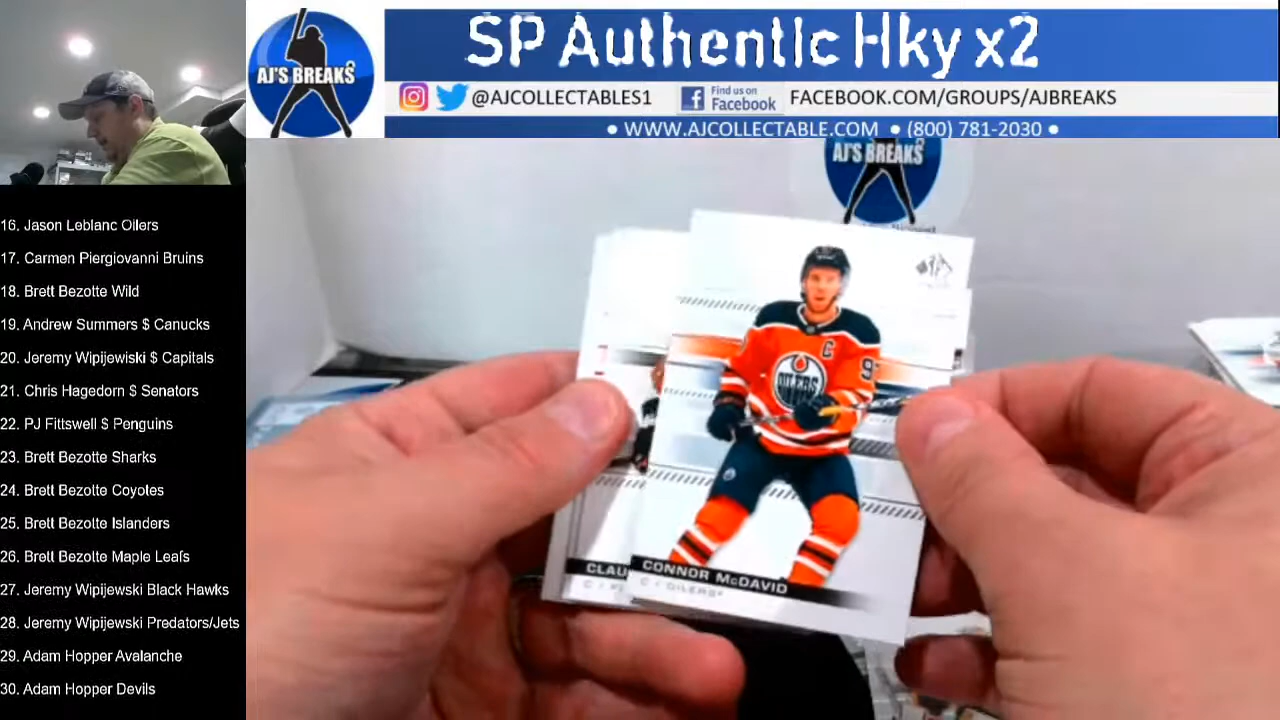 SP Authentic Hky x2
AJ'S BREAKS
@AJCOLLECTABLES1
Find us on
Facebook
FACEBOOK.COM/GROUPS/AJBREAKS
• WWW.AJCOLLECTABLE.COM • (800) 781-2030 •
AJ'S BREAKS
16. Jason Leblanc Oilers
17. Carmen Piergiovanni Bruins
18. Brett Bezotte Wild
19. Andrew Summers $ Canucks
20. Jeremy Wipijewiski $ Capitals
21. Chris Hagedorn $ Senators
22. PJ Fittswell $ Penguins
23. Brett Bezotte Sharks
24. Brett Bezotte Coyotes
25. Brett Bezotte Islanders
26. Brett Bezotte Maple Leafs
27. Jeremy Wipijewski Black Hawks
28. Jeremy Wipijewski Predators/Jets
29. Adam Hopper Avalanche
30. Adam Hopper Devils
C
9
OILERS
CLAU
CONNOR McDAVID
C / OILERS